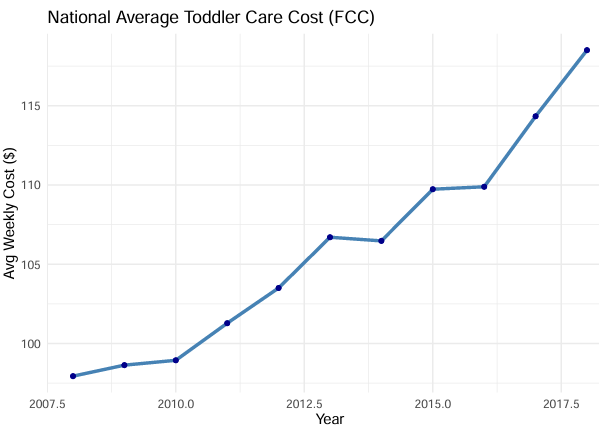 National Average Toddler Care Cost (FCC)
Avg Weekly Cost ($)
115
110
105
100
2007.5 2010.0 2012.5 2015.0 2017.5
Year